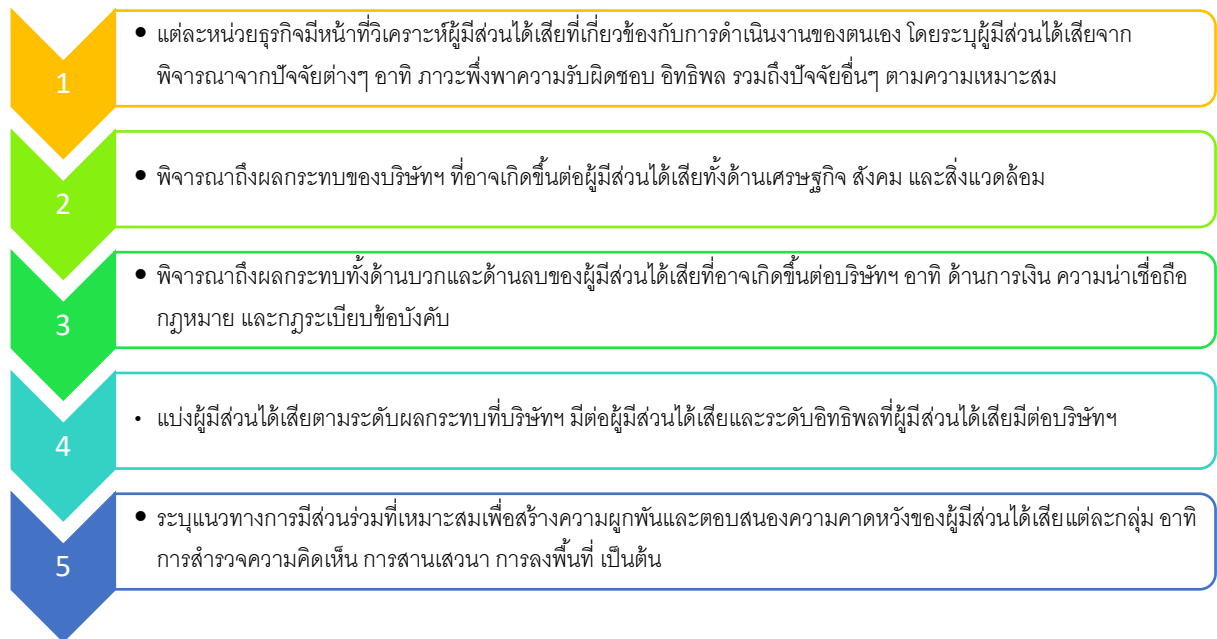 1
• แต่ละหน่วยธุรกิจมีหน้าที่วิเคราะห์ผู้มีส่วนได้เสียที่เกี่ยวข้องกับการดำเนินงานของตนเอง โดยระบุผู้มีส่วนได้เสียจาก
พิจารณาจากปัจจัยต่างๆ อาทิ ภาวะพึ่งพาความรับผิดชอบ อิทธิพล รวมถึงปัจจัยอื่นๆ ตามความเหมาะสม
2
• พิจารณาถึงผลกระทบของบริษัทฯ ที่อาจเกิดขึ้นต่อผู้มีส่วนได้เสียทั้งด้านเศรษฐกิจ สังคม และสิ่งแวดล้อม
3
• พิจารณาถึงผลกระทบทั้งด้านบวกและด้านลบของผู้มีส่วนได้เสียที่อาจเกิดขึ้นต่อบริษัทฯ อาทิ ด้านการเงิน ความน่าเชื่อถือ
กฎหมาย และกฎระเบียบข้อบังคับ
4
• แบ่งผู้มีส่วนได้เสียตามระดับผลกระทบที่บริษัทฯ มีต่อผู้มีส่วนได้เสียและระดับอิทธิพลที่ผู้มีส่วนได้เสียมีต่อบริษัทฯ
5
• ระบุแนวทางการมีส่วนร่วมที่เหมาะสมเพื่อสร้างความผูกพันและตอบสนองความคาดหวังของผู้มีส่วนได้เสียแต่ละกลุ่ม อาทิ
การสำรวจความคิดเห็น การสานเสวนา การลงพื้นที่ เป็นต้น